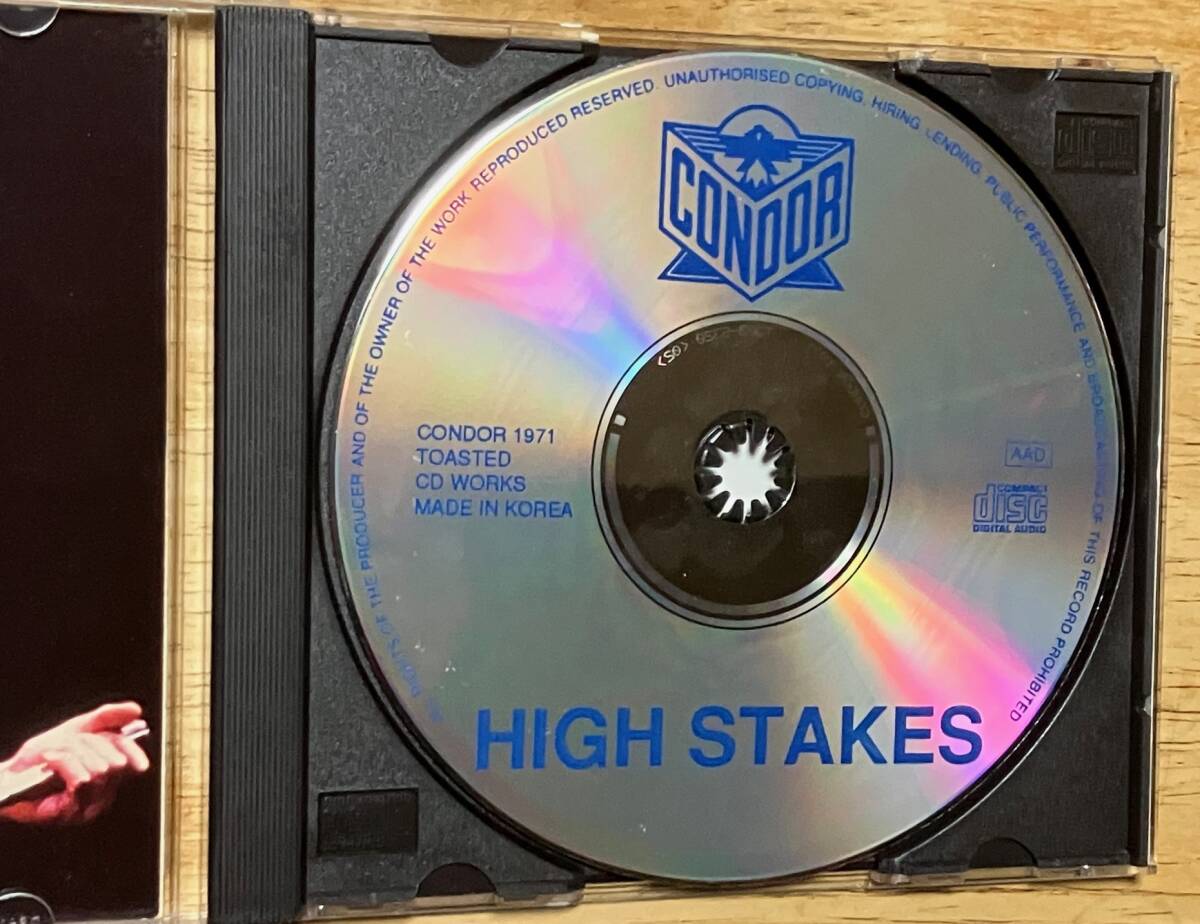 ALL RIGHTS OF THE PRODUCER AND OF THE OWNER OF THE WORK REPRODUCED RESERVED. UNAUTHORISED COPYING, HIRING, LENDING, PUBLIC PERFORMANCE AND BROADCASTING OF THIS RECORD PROHIBITED
CONDOR
CONDOR 1971
TOASTED
CD WORKS
MADE IN KOREA
AAD
COMPACT
disc
DIGITAL AUDIO
HIGH STAKES